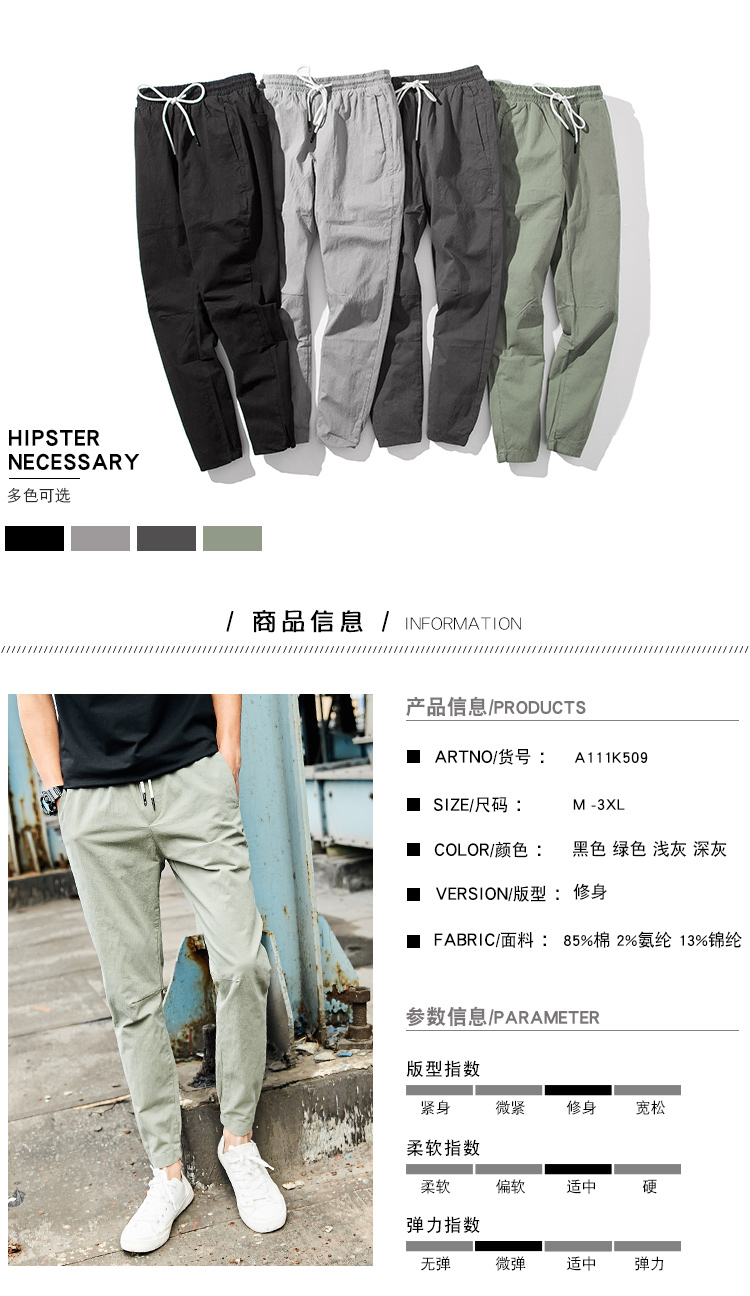 HIPSTER
NECESSARY
多色可选
/ 商品信息 / INFORMATION
产品信息/PRODUCTS
ARTNO/货号 : A111K509
SIZE/尺码 : M -3XL
COLOR/颜色 : 黑色 绿色 浅灰 深灰
VERSION/版型 : 修身
FABRIC/面料 : 85%棉 2%氨纶 13%锦纶
参数信息/PARAMETER
版型指数
紧身 微紧 修身 宽松
柔软指数
柔软 偏软 适中 硬
弹力指数
无弹 微弹 适中 弹力